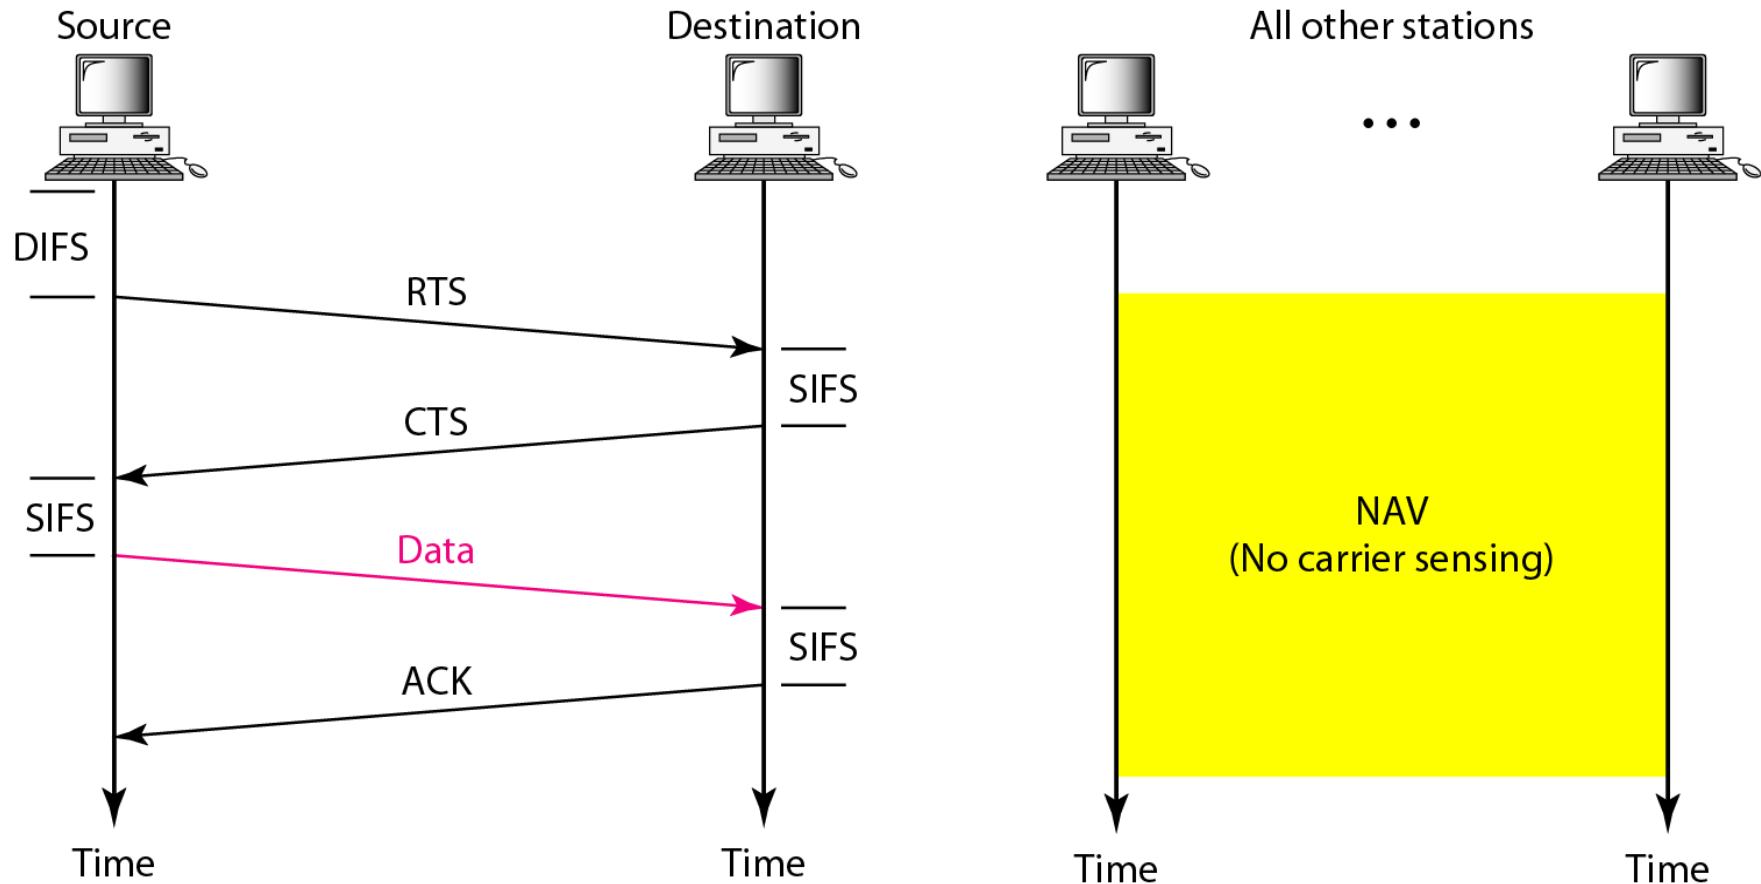 Source
Destination
All other stations
DIFS
RTS
SIFS
CTS
SIFS
Data
NAV
(No carrier sensing)
SIFS
ACK
Time
Time
Time
Time